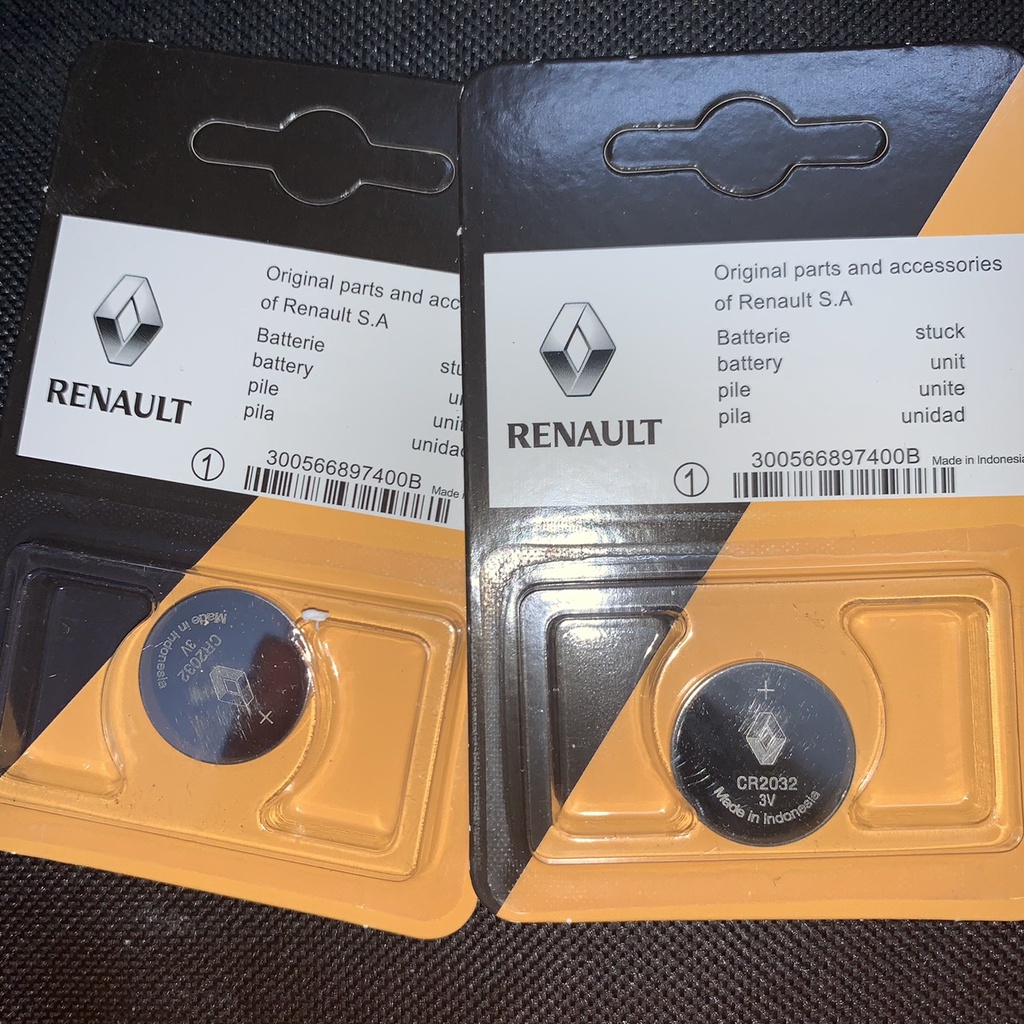 Original parts and acc
of Renault S.A
Batterie
battery
pile
pila
unidad
RENAULT
1
300566897400B
Made
CR2032
3V
Made in Indonesia
+
Original parts and accessories
of Renault S.A
Batterie stuck
battery unit
pile unite
pila unidad
RENAULT
1
300566897400B Made in Indonesia
+
CR2032
3V
Made in Indonesia